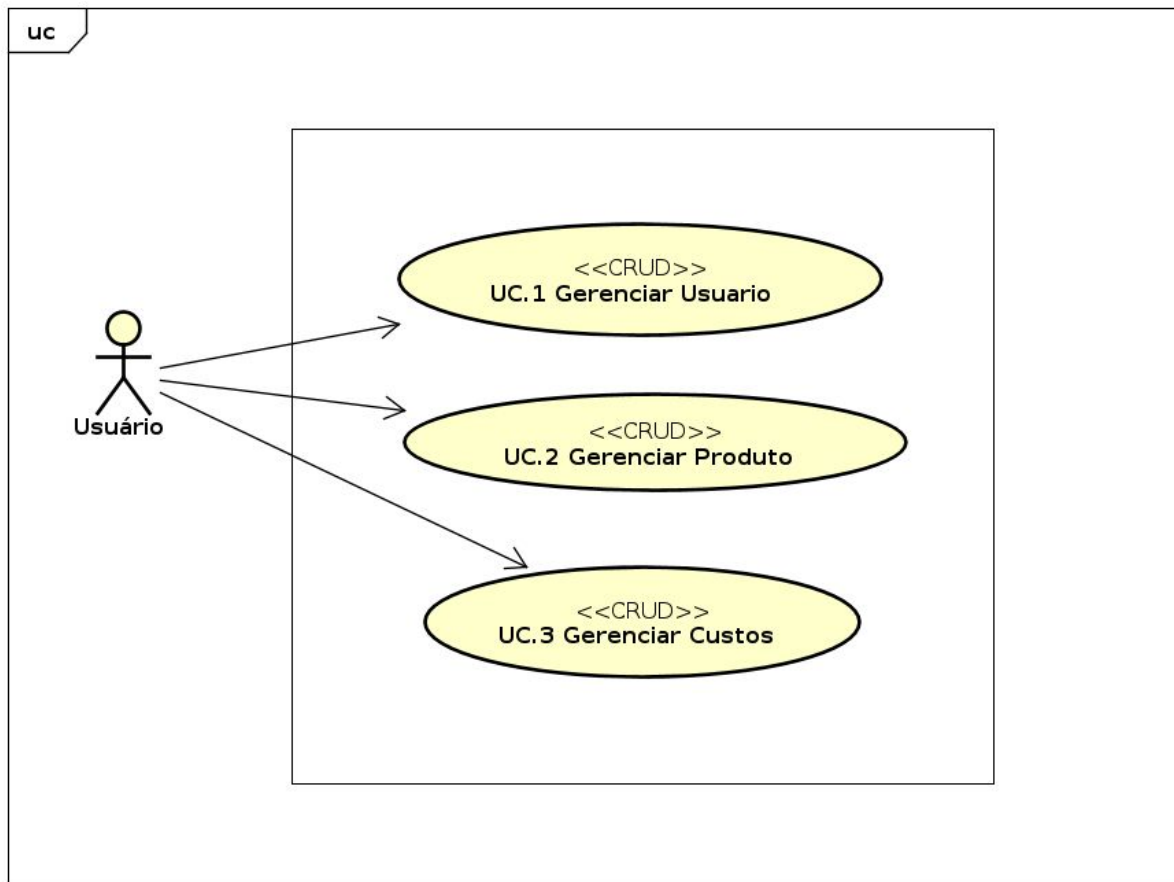 uc
<<CRUD>>
UC.1 Gerenciar Usuario
<<CRUD>>
UC.2 Gerenciar Produto
Usuário
<<CRUD>>
UC.3 Gerenciar Custos